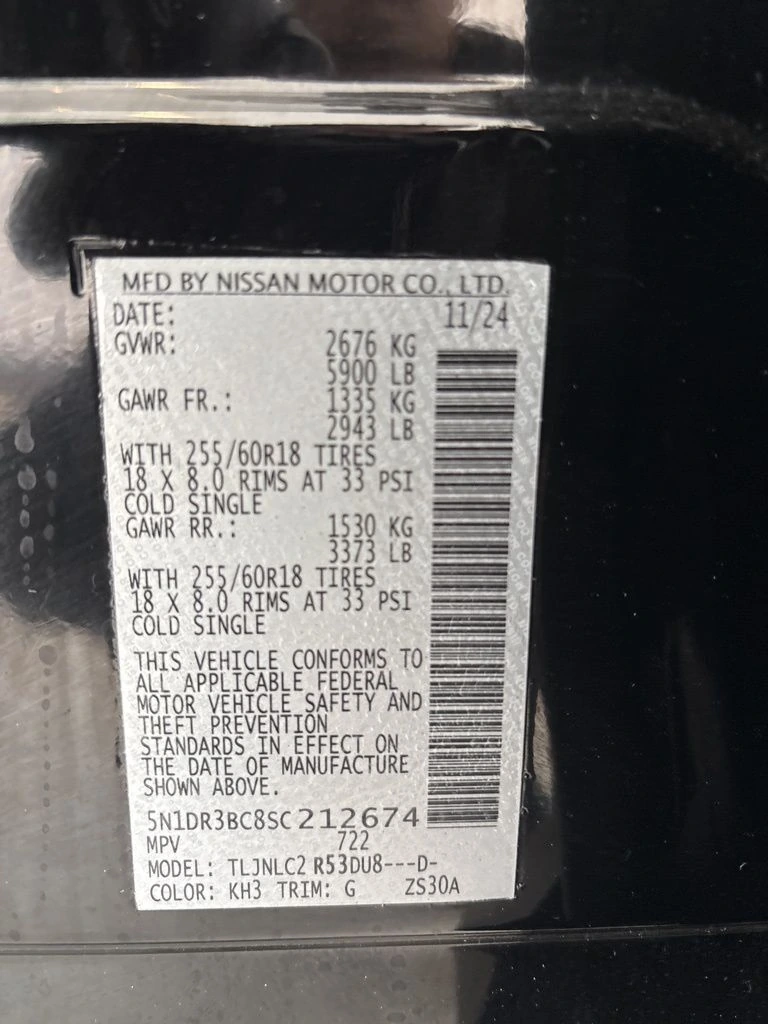 MFD BY NISSAN MOTOR CO., LTD.
DATE: 11/24
GVWR: 2676 KG
5900 LB
GAWR FR.: 1335 KG
2943 LB
WITH 255/60R18 TIRES
18 X 8.0 RIMS AT 33 PSI
COLD SINGLE
GAWR RR.: 1530 KG
3373 LB
WITH 255/60R18 TIRES
18 X 8.0 RIMS AT 33 PSI
COLD SINGLE
THIS VEHICLE CONFORMS TO
ALL APPLICABLE FEDERAL
MOTOR VEHICLE SAFETY AND
THEFT PREVENTION
STANDARDS IN EFFECT ON
THE DATE OF MANUFACTURE
SHOWN ABOVE.
5N1DR3BC8SC212674
MPV 722
MODEL: TLJNLC2 R53DU8---D-
COLOR: KH3 TRIM: G ZS30A